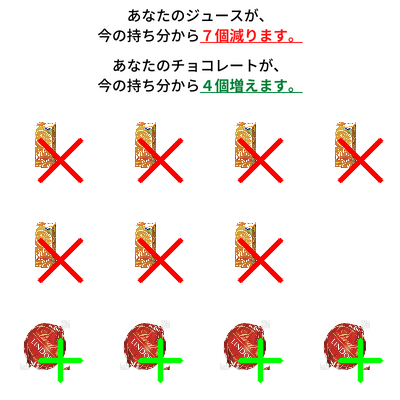 あなたのジュースが、
今の持ち分から７個減ります。
あなたのチョコレートが、
今の持ち分から４個増えます。